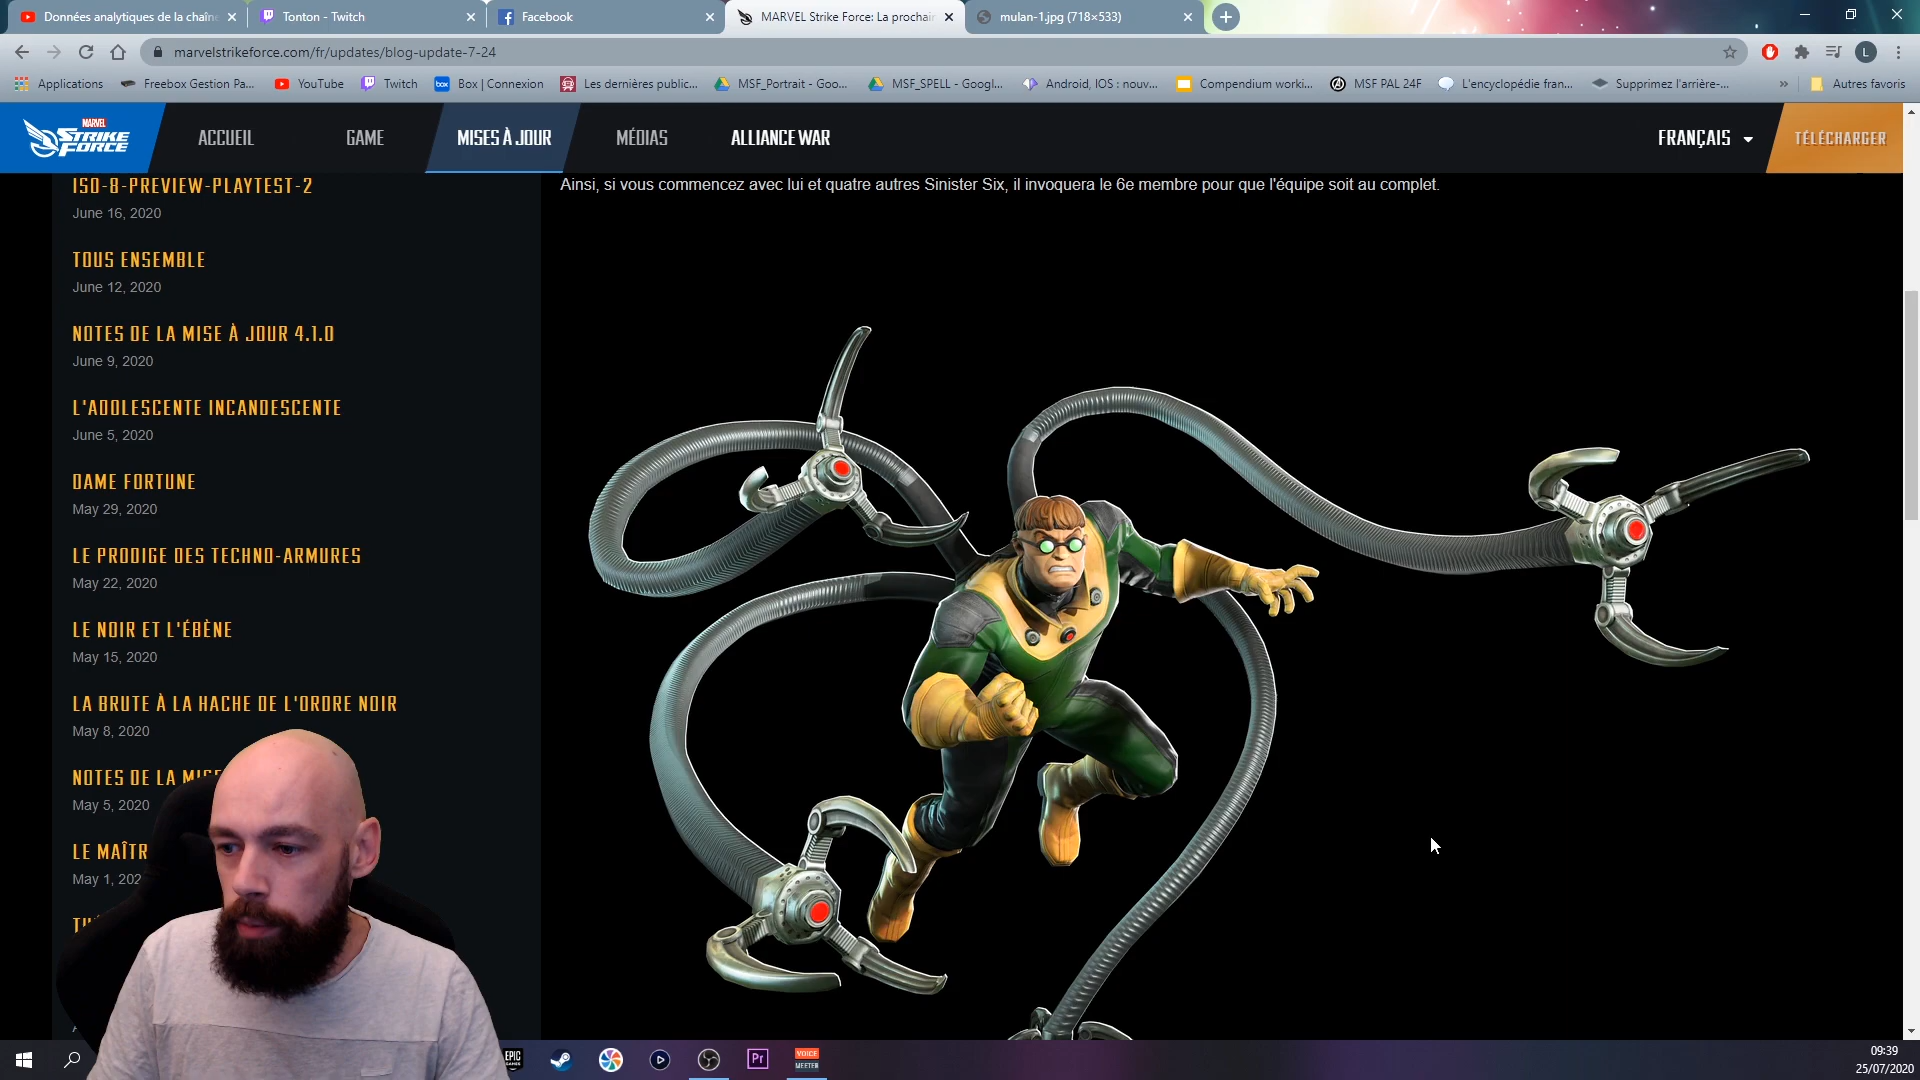 Données analytiques de la chaîne
Tonton - Twitch
Facebook
MARVEL Strike Force: La prochain
mulan-1.jpg (718×533)
marvelstrikeforce.com/fr/updates/blog-update-7-24
L
Applications
Freebox Gestion Pa...
YouTube
Twitch
box
Box | Connexion
Les dernières public...
MSF_Portrait - Goo...
MSF_SPELL - Googl...
Android, IOS : nouv...
Compendium worki...
MSF PAL 24F
L'encyclopédie fran...
Supprimez l'arrière-...
»
Autres favoris
MARVEL
STRIKE
FORCE
ACCUEIL
GAME
MISES À JOUR
MÉDIAS
ALLIANCE WAR
FRANÇAIS
TÉLÉCHARGER
ISO-8-PREVIEW-PLAYTEST-2
June 16, 2020
TOUS ENSEMBLE
June 12, 2020
NOTES DE LA MISE À JOUR 4.1.0
June 9, 2020
L'ADOLESCENTE INCANDESCENTE
June 5, 2020
DAME FORTUNE
May 29, 2020
LE PRODIGE DES TECHNO-ARMURES
May 22, 2020
LE NOIR ET L'ÉBÈNE
May 15, 2020
LA BRUTE À LA HACHE DE L'ORDRE NOIR
May 8, 2020
NOTES DE LA MISE
May 5, 2020
LE MAÎTR
May 1, 202
Ainsi, si vous commencez avec lui et quatre autres Sinister Six, il invoquera le 6e membre pour que l'équipe soit au complet.
EPIC
GAMES
Pr
VOICE
MEETER
09:39
25/07/2020